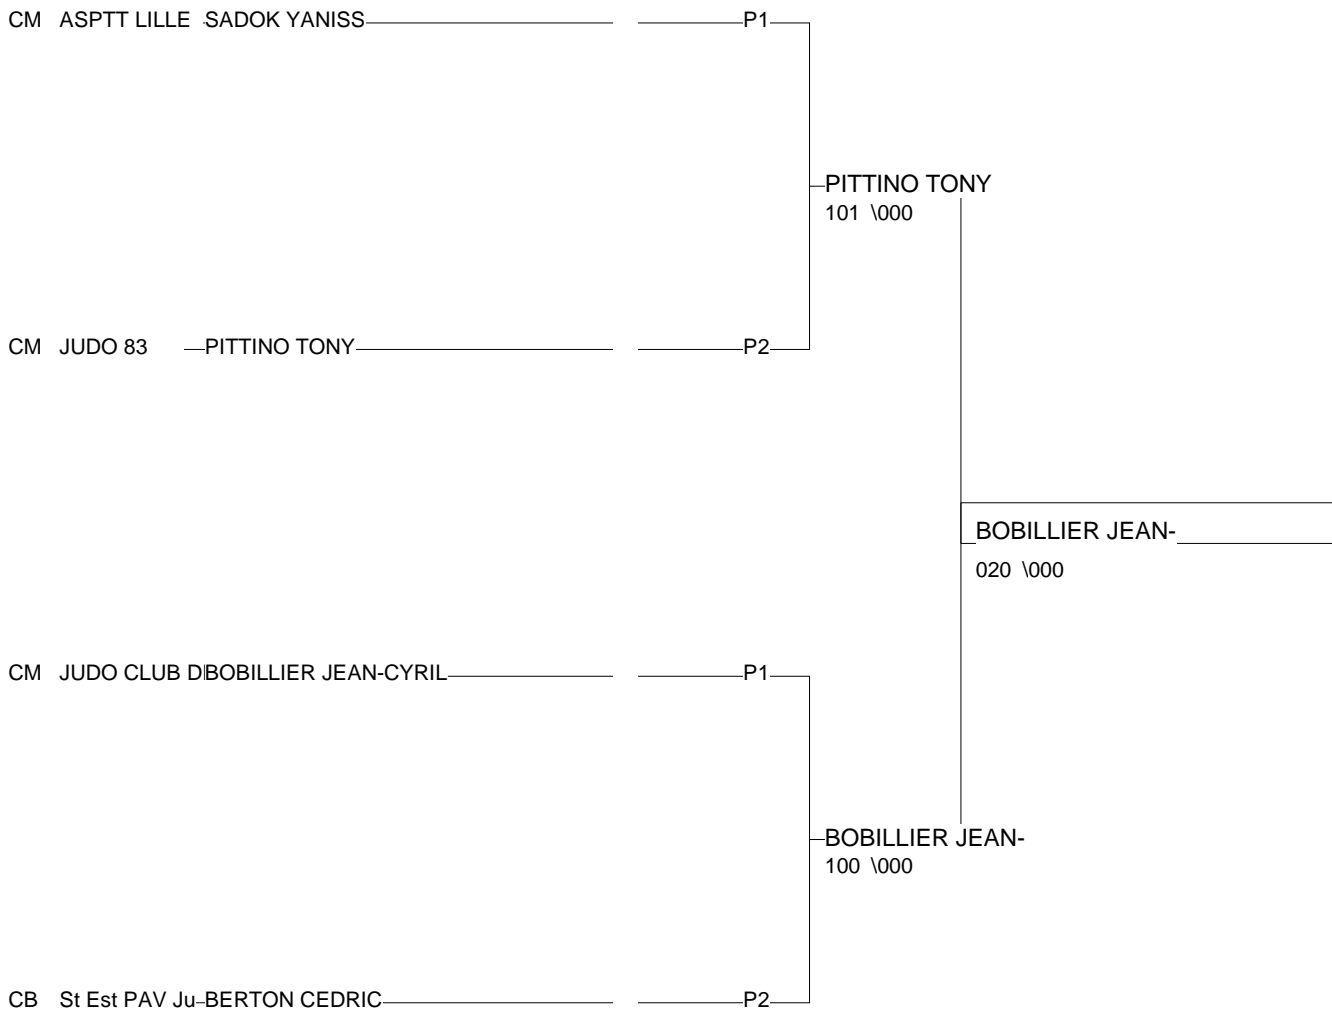 CM ASPTT LILLE SADOK YANISS P1
PITTINO TONY
101 \000
CM JUDO 83 PITTINO TONY P2
BOBILLIER JEAN-
020 \000
CM JUDO CLUB D BOBILLIER JEAN-CYRIL P1
BOBILLIER JEAN-
100 \000
CB St Est PAV Ju BERTON CEDRIC P2